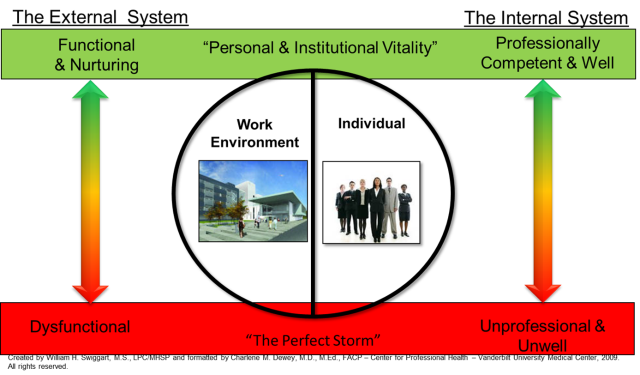 The External System
The Internal System
Functional
& Nurturing
“Personal & Institutional Vitality”
Professionally
Competent & Well
Work
Environment
Individual
Dysfunctional
“The Perfect Storm”
Unprofessional &
Unwell
Created by William H. Swiggart, M.S., LPC/MHSP and formatted by Charlene M. Dewey, M.D., M.Ed., FACP – Center for Professional Health – Vanderbilt University Medical Center, 2009.
All rights reserved.